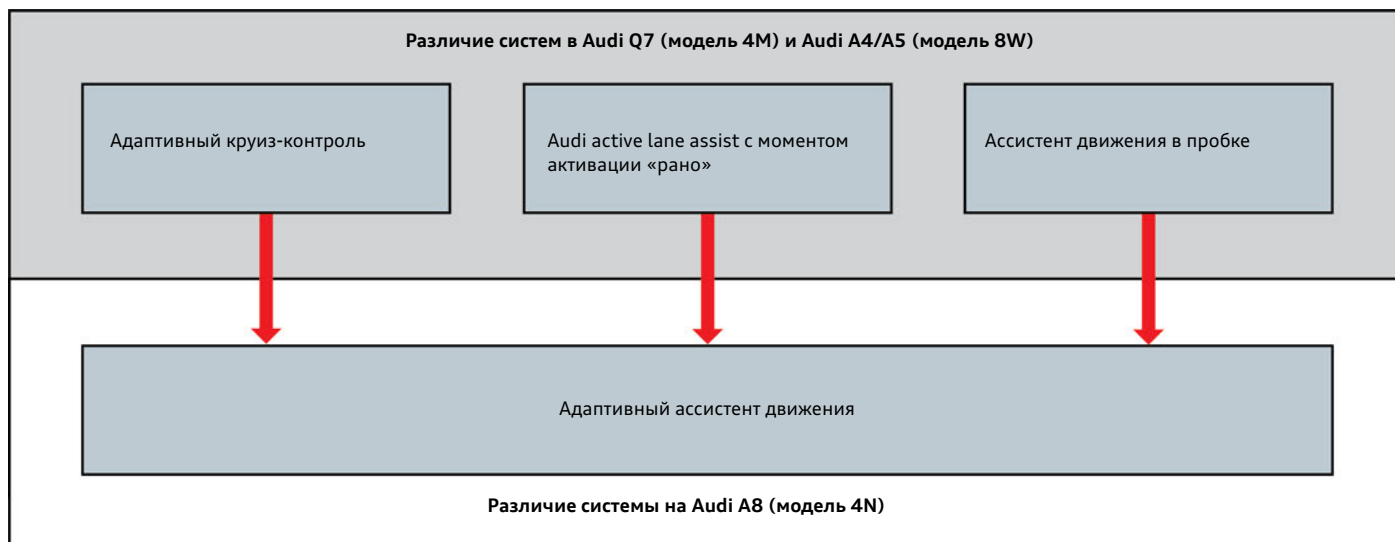 Различие систем в Audi Q7 (модель 4M) и Audi A4/A5 (модель 8W)
Адаптивный круиз-контроль
Audi active lane assist с моментом
активации «рано»
Ассистент движения в пробке
Адаптивный ассистент движения
Различие системы на Audi A8 (модель 4N)